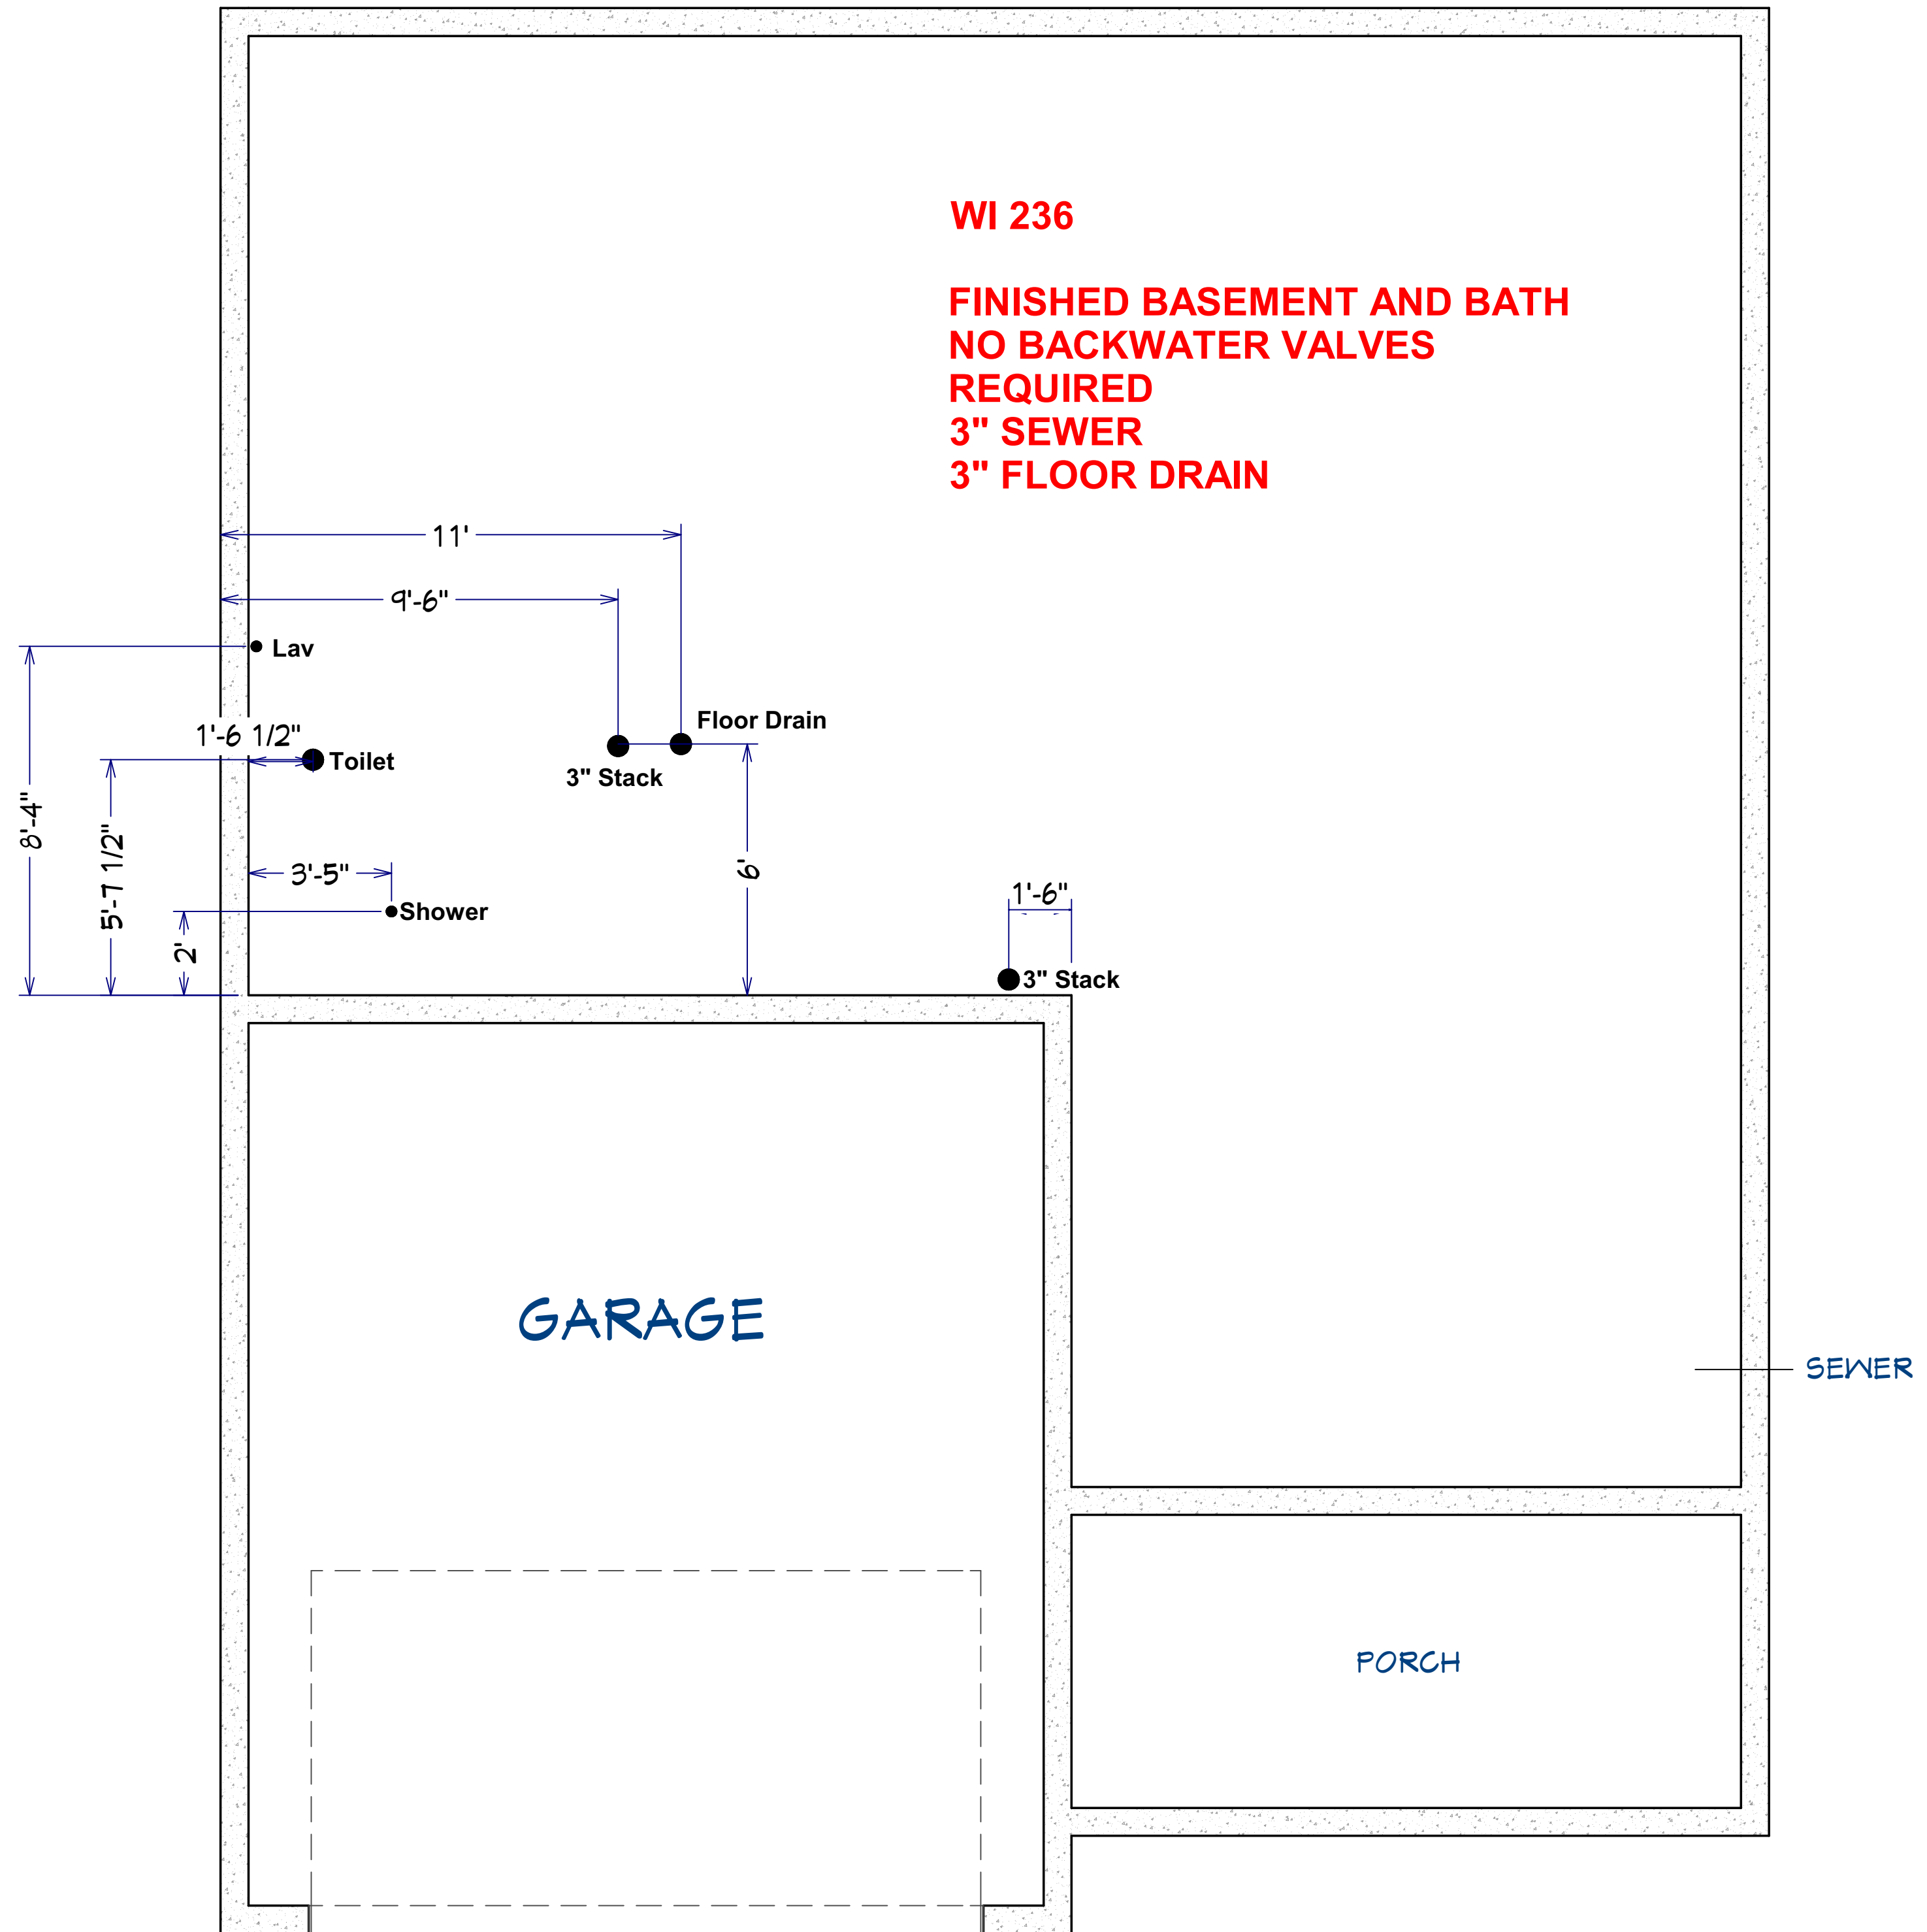 WI 236
FINISHED BASEMENT AND BATH
NO BACKWATER VALVES
REQUIRED
3" SEWER
3" FLOOR DRAIN
11'
9'-6"
Lav
1'-6 1/2"
Floor Drain
Toilet
3" Stack
8'-4"
5'-7 1/2"
3'-5"
6'
1'-6"
Shower
2'
3" Stack
GARAGE
SEWER
PORCH